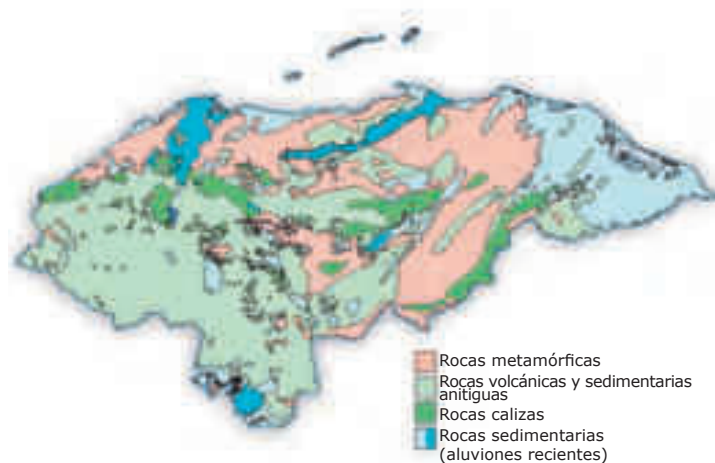 Rocas metamórficas
Rocas volcánicas y sedimentarias
anitiguas
Rocas calizas
Rocas sedimentarias
(aluviones recientes)